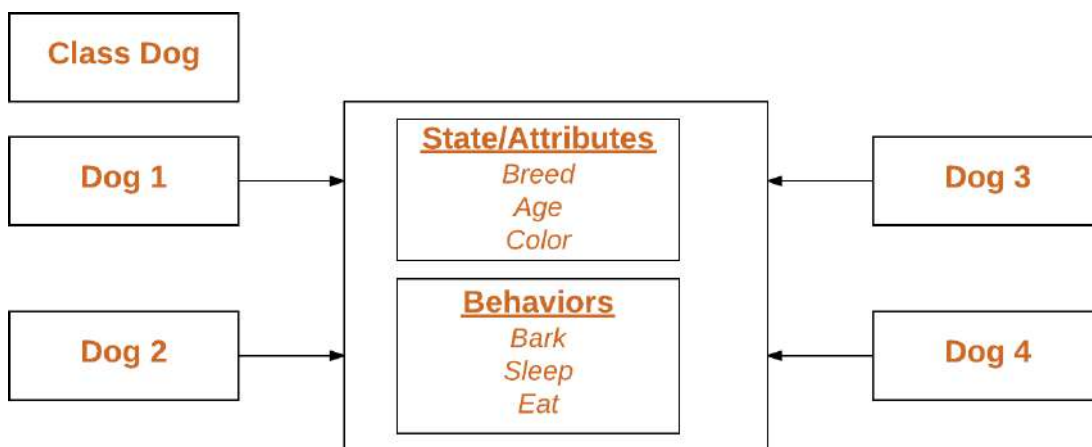 Class Dog
Dog 1
Dog 2
State/Attributes
Breed
Age
Color
Behaviors
Bark
Sleep
Eat
Dog 3
Dog 4